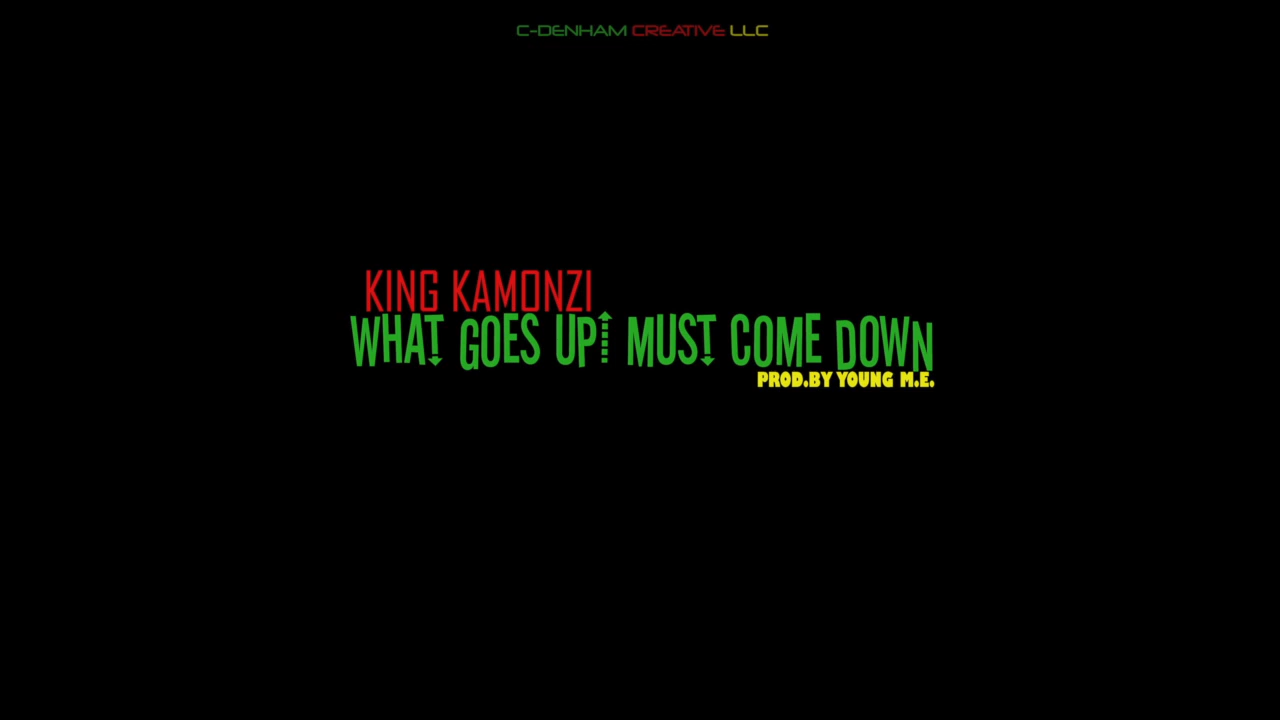 C-DENHAM CREATIVE LLC
KING KAMONZI
WHAT GOES UP! MUST COME DOWN
PROD.BY YOUNG M.E.